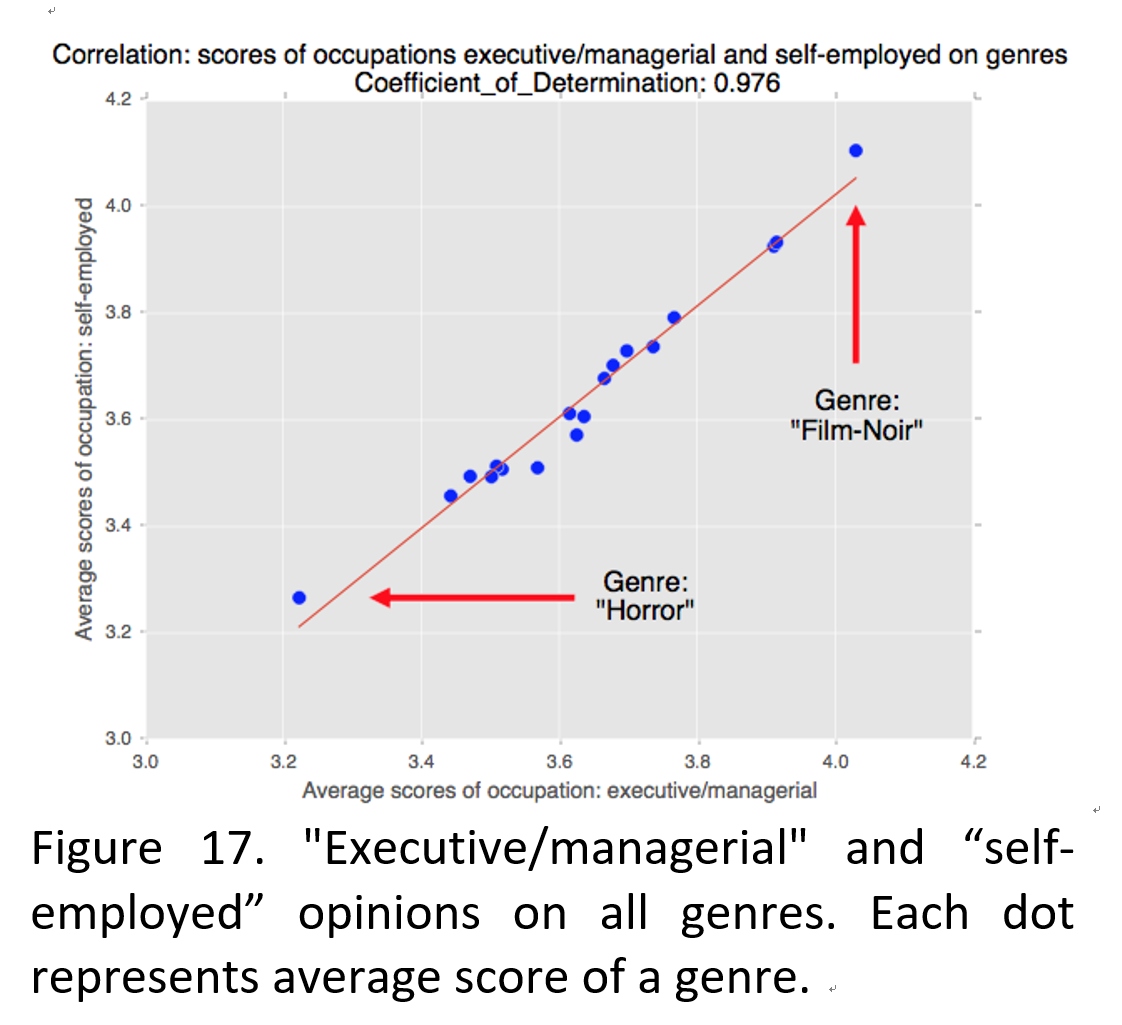 Correlation: scores of occupations executive/managerial and self-employed on genres
Coefficient_of_Determination: 0.976
4.2
4.0
3.8
3.6
3.4
3.2
3.0
Average scores of occupation: self-employed
Genre:
"Film-Noir"
Genre:
"Horror"
3.0 3.2 3.4 3.6 3.8 4.0 4.2
Average scores of occupation: executive/managerial
Figure 17. "Executive/managerial" and “self-
employed” opinions on all genres. Each dot
represents average score of a genre.